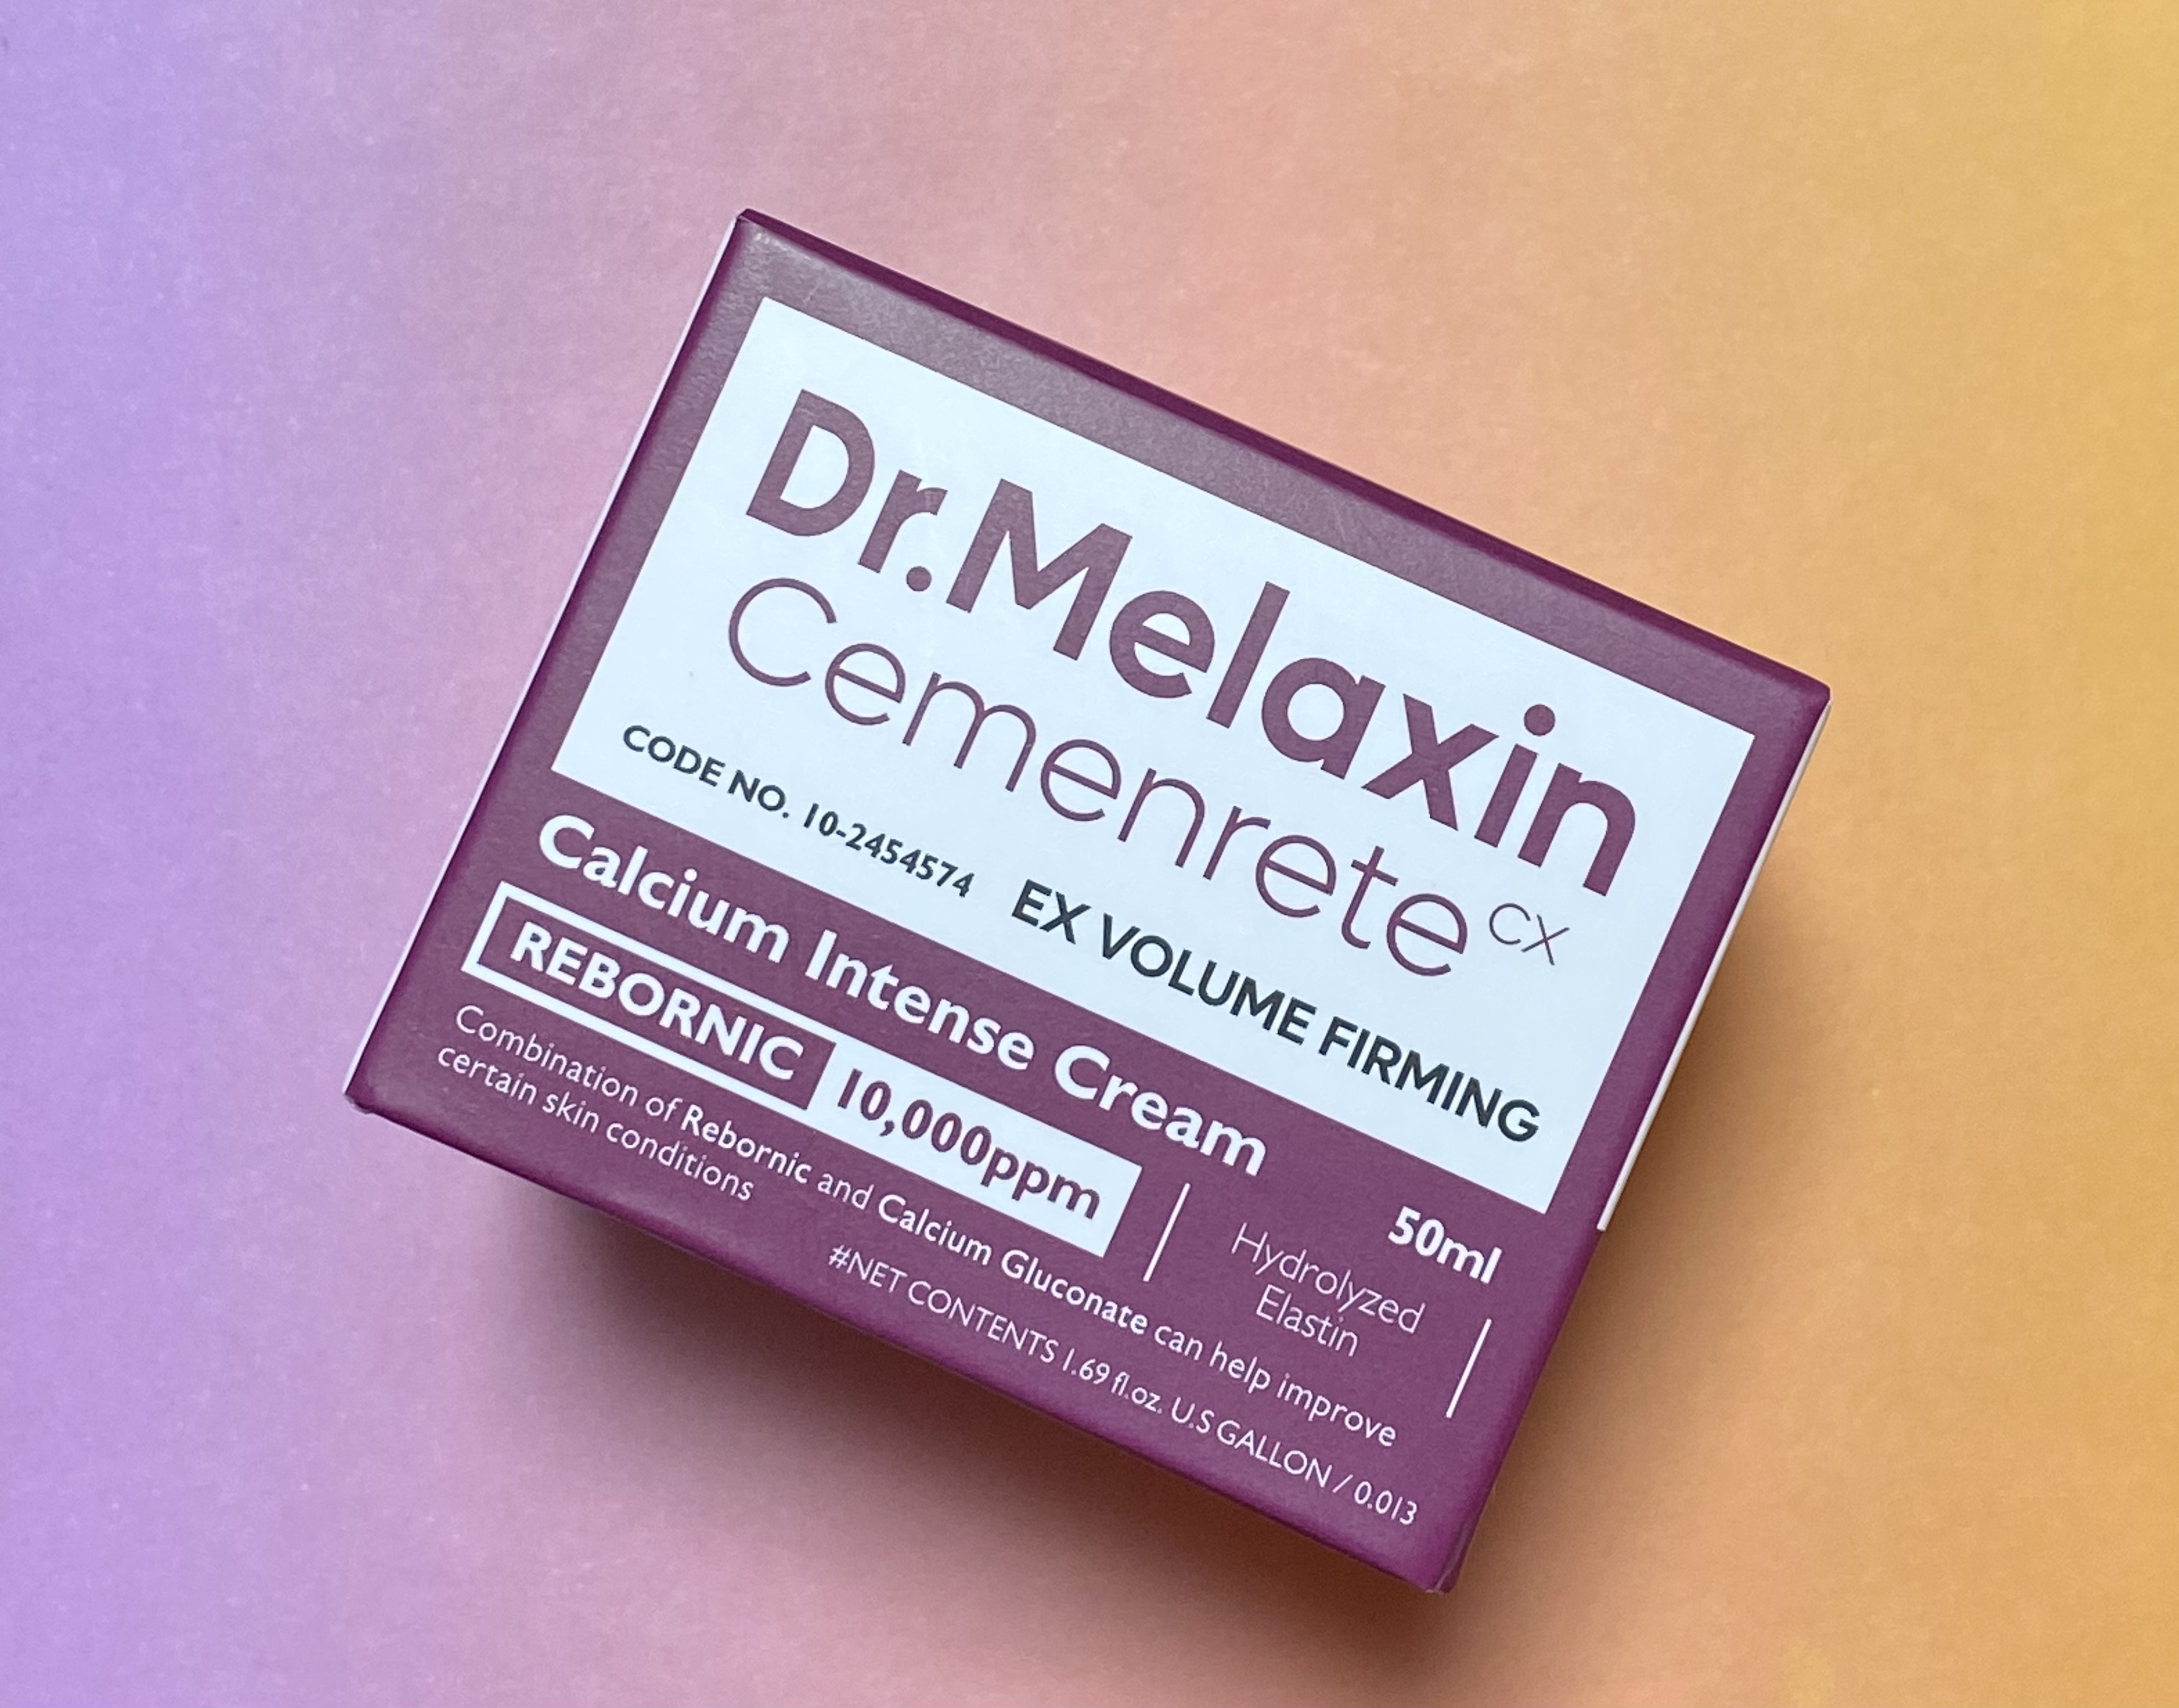 Dr.Melaxin
Cemenrete CX
CODE NO. 10-2454574 EX VOLUME FIRMING
Calcium Intense Cream 50ml
REBORNIC 10,000ppm | Hydrolyzed
Elastin |
Combination of Rebornic and Calcium Gluconate can help improve
certain skin conditions
#NET CONTENTS 1.69 fl.oz. U.S GALLON / 0.013